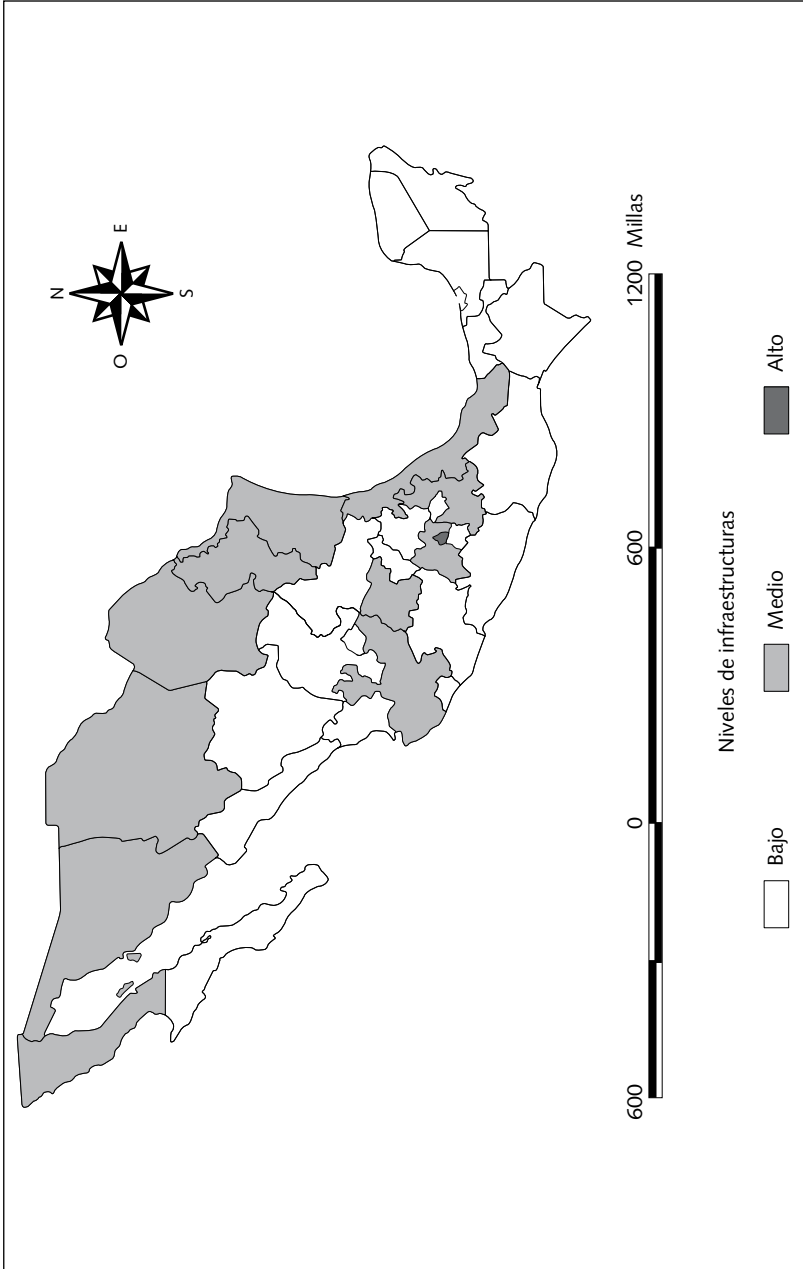 N
O
E
S
600
0
600
1200 Millas
Niveles de infraestructuras
Bajo
Medio
Alto